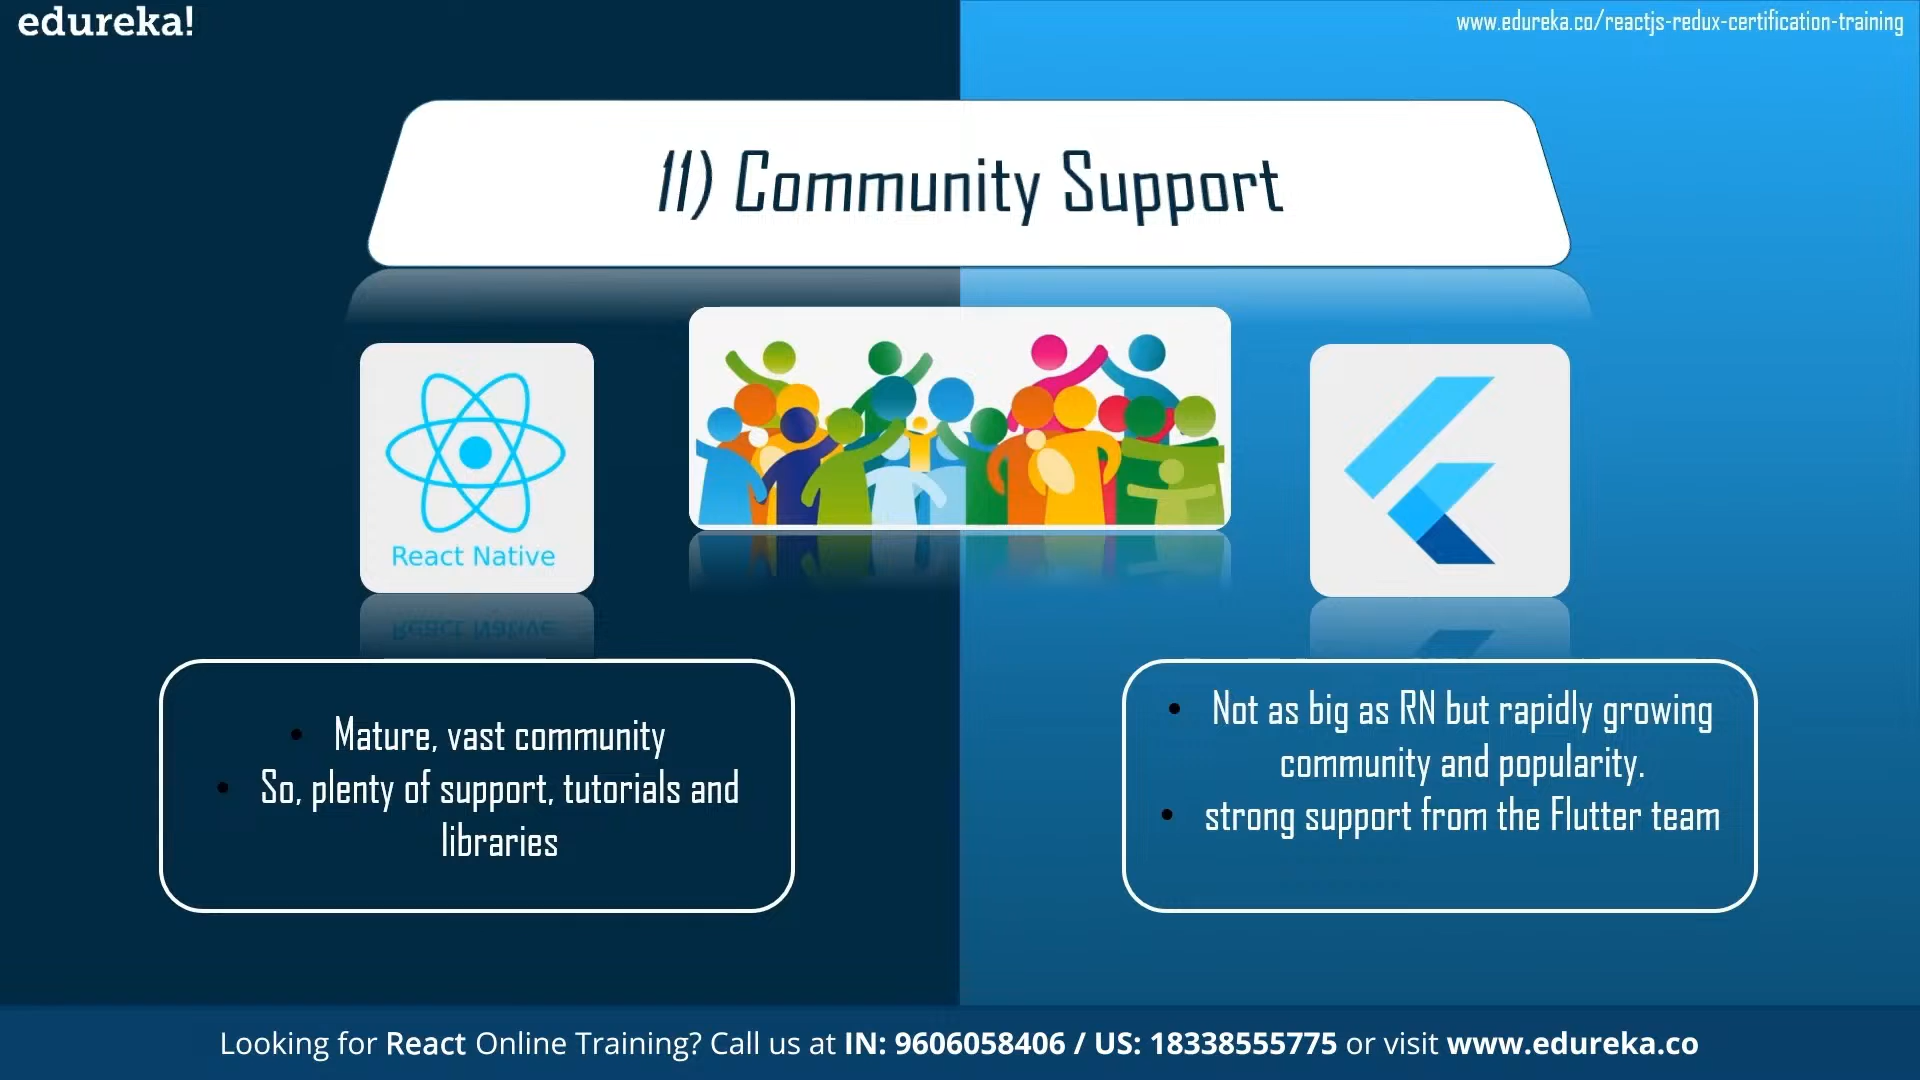 edureka!
www.edureka.co/reactjs-redux-certification-training
11) Community Support
React Native
• Mature, vast community
• So, plenty of support, tutorials and
libraries
• Not as big as RN but rapidly growing
community and popularity.
• strong support from the Flutter team
Looking for React Online Training? Call us at IN: 9606058406 / US: 18338555775 or visit www.edureka.co